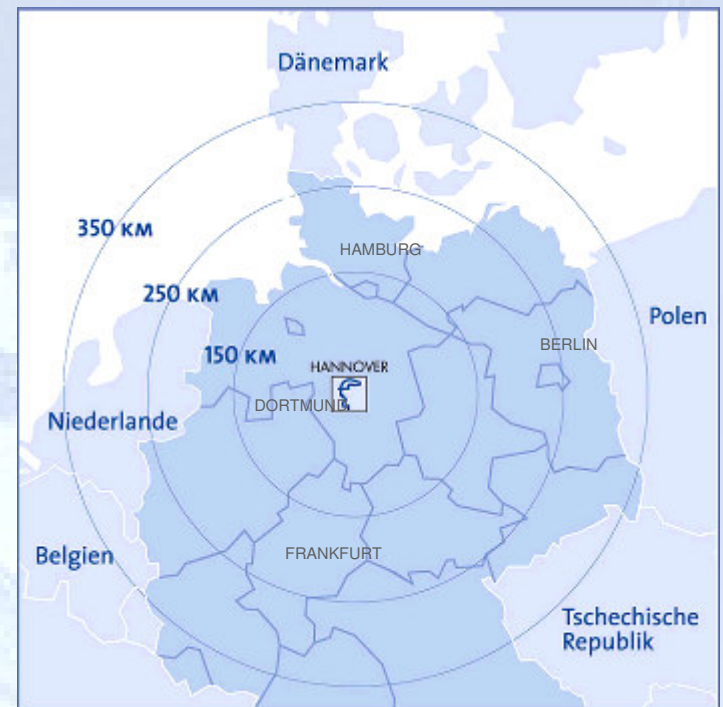 Dänemark
350 KM
HAMBURG
250 KM
Polen
BERLIN
150 KM
HANNOVER
DORTMUND
Niederlande
FRANKFURT
Belgien
Tschechische
Republik